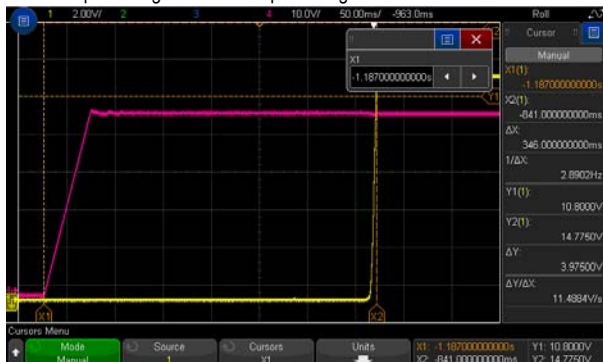 1 2.00V/ 2 3 4 10.0V/ 50.00ms/ -963.0ms Roll
X1
-1.187000000000s
Cursor
Manual
X1(1):
-1.187000000000s
X2(1):
-841.000000000ms
ΔX:
346.000000000ms
1/ΔX:
2.8902Hz
Y1(1):
10.8000V
Y2(1):
14.7750V
ΔY:
3.97500V
ΔY/ΔX:
11.4884V/s
Y1
X1 X2
Cursors Menu
Mode Source Cursors Units X1: -1.187000000000s Y1: 10.8000V
Manual 1 X1 X2: -841.000000000ms Y2: 14.7750V